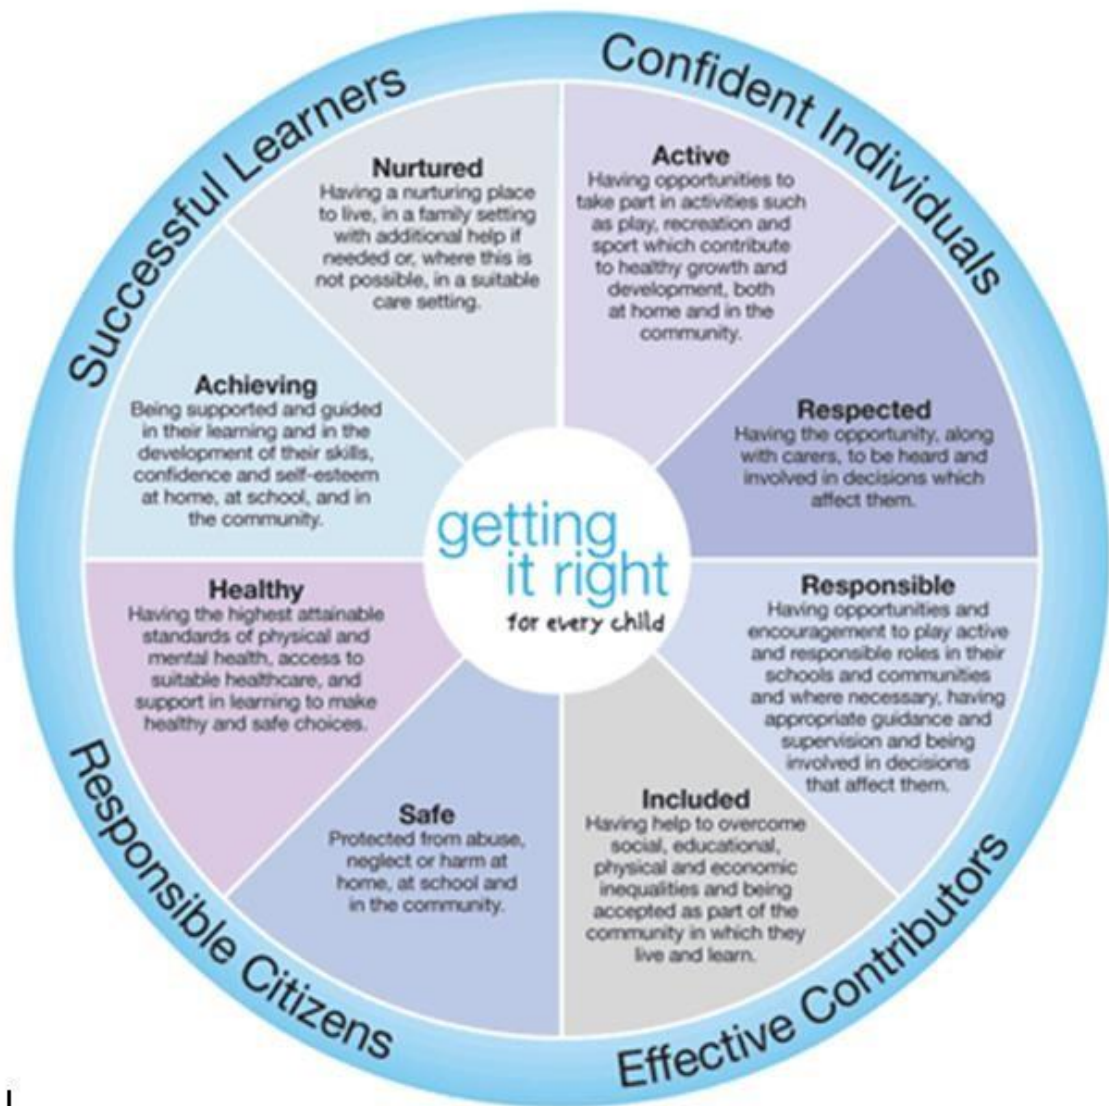 Successful Learners
Confident Individuals
Nurtured
Having a nurturing place
to live, in a family setting
with additional help if
needed or, where this is
not possible, in a suitable
care setting.
Active
Having opportunities to
take part in activities such
as play, recreation and
sport which contribute
to healthy growth and
development, both
at home and in the
community.
Achieving
Being supported and guided
in their learning and in the
development of their skills,
confidence and self-esteem
at home, at school, and in
the community.
Respected
Having the opportunity, along
with carers, to be heard and
involved in decisions which
affect them.
getting
it right
for every child
Healthy
Having the highest attainable
standards of physical and
mental health, access to
suitable healthcare, and
support in learning to make
healthy and safe choices.
Responsible
Having opportunities and
encouragement to play active
and responsible roles in their
schools and communities
and where necessary, having
appropriate guidance and
supervision and being
involved in decisions
that affect them.
Safe
Protected from abuse,
neglect or harm at
home, at school and
in the community.
Included
Having help to overcome
social, educational,
physical and economic
inequalities and being
accepted as part of the
community in which they
live and learn.
Responsible Citizens
Effective Contributors